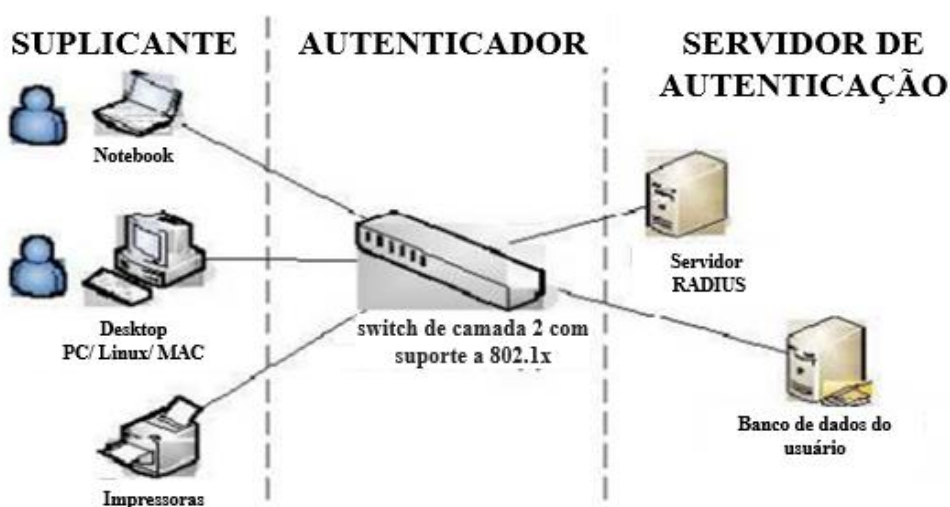 SUPLICANTE
AUTENTICADOR
SERVIDOR DE
AUTENTICAÇÃO
Notebook
Desktop
PC/ Linux/ MAC
Impressoras
switch de camada 2 com
suporte a 802.1x
Servidor
RADIUS
Banco de dados do
usuário